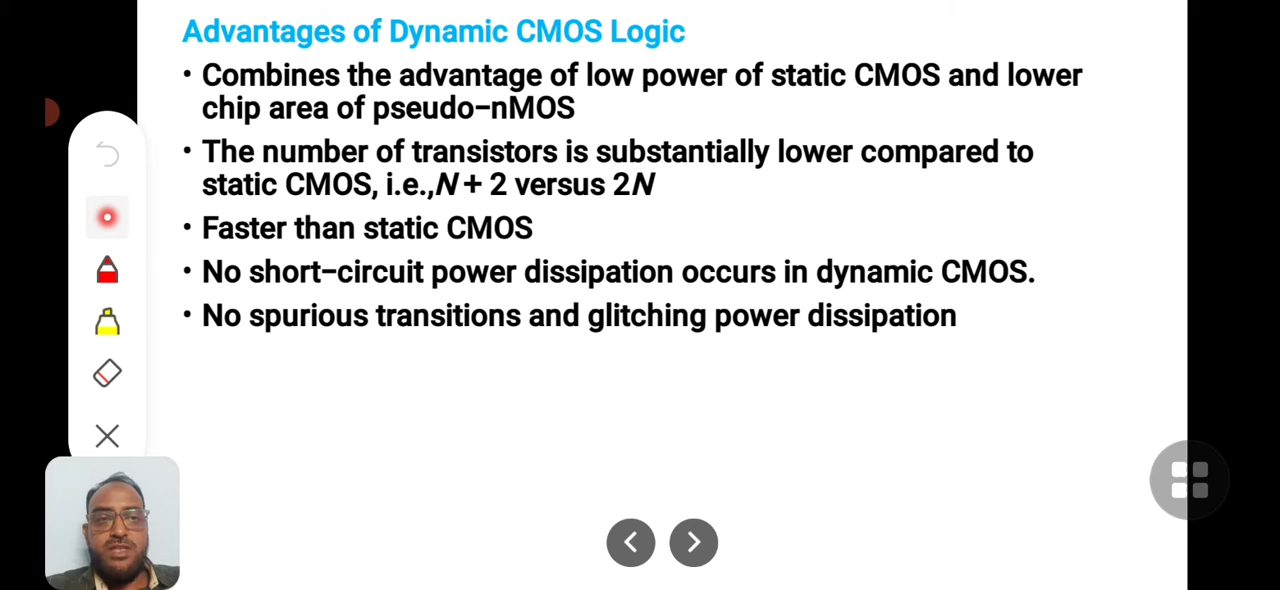 Advantages of Dynamic CMOS Logic
• Combines the advantage of low power of static CMOS and lower
chip area of pseudo-nMOS
• The number of transistors is substantially lower compared to
static CMOS, i.e.,N + 2 versus 2N
• Faster than static CMOS
• No short-circuit power dissipation occurs in dynamic CMOS.
• No spurious transitions and glitching power dissipation